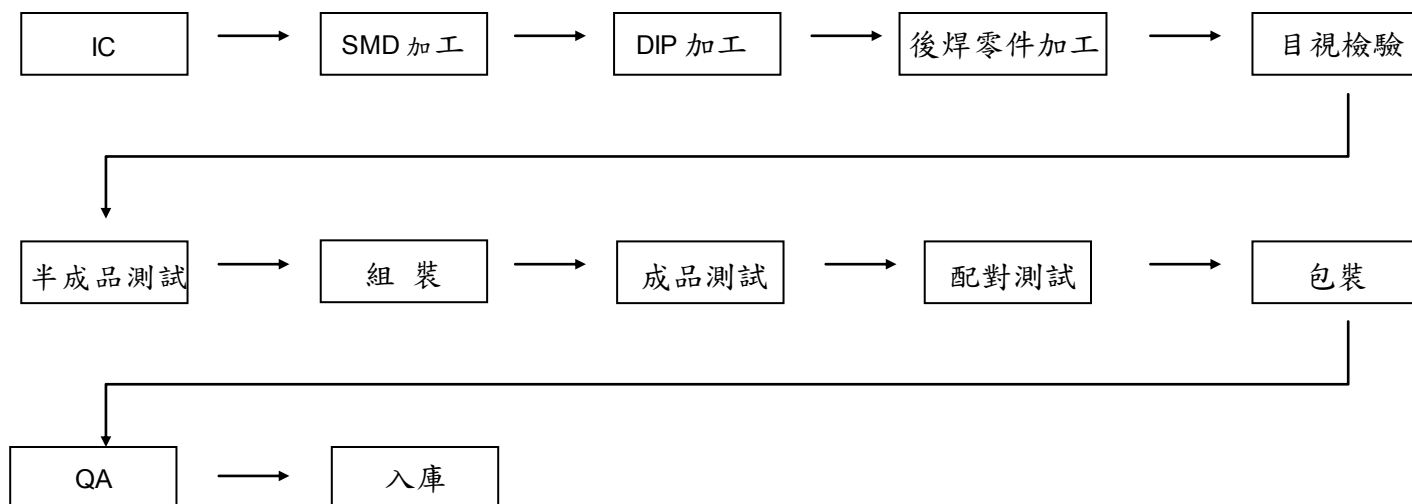 IC
SMD 加工
DIP 加工
後焊零件加工
目視檢驗
半成品測試
組 裝
成品測試
配對測試
包裝
QA
入庫